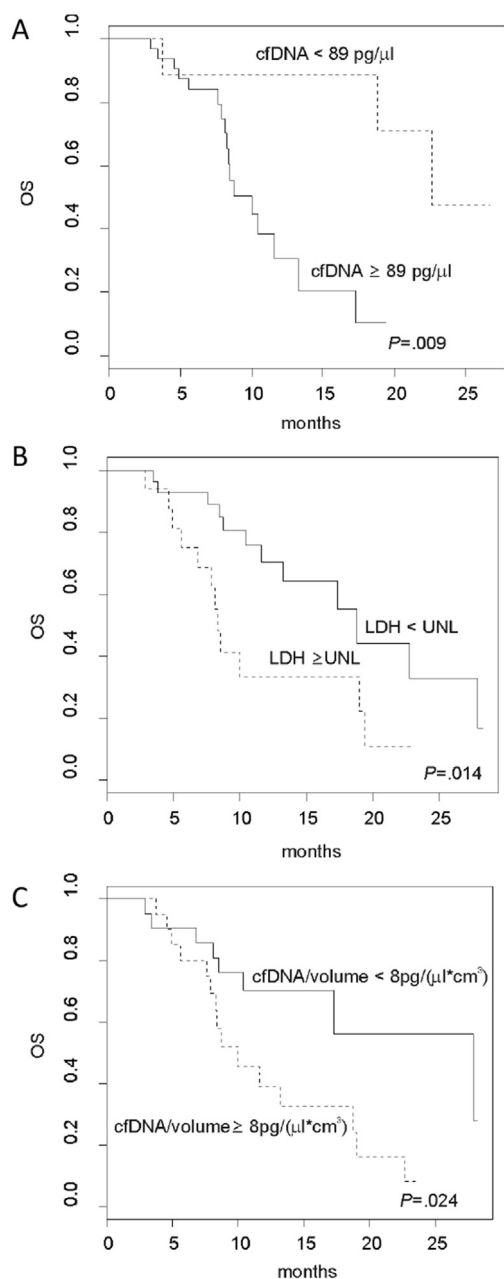 A
1.0
0.8
0.6
0.4
0.2
0.0
OS
cfDNA < 89 pg/µl
cfDNA ≥ 89 pg/µl
P=.009
0 5 10 15 20 25
months
B
1.0
0.8
0.6
0.4
0.2
0.0
OS
LDH < UNL
LDH ≥UNL
P=.014
0 5 10 15 20 25
months
C
1.0
0.8
0.6
0.4
0.2
0.0
OS
cfDNA/volume < 8pg/(µl*cm³)
cfDNA/volume≥ 8pg/(µl*cm³)
P=.024
0 5 10 15 20 25
months